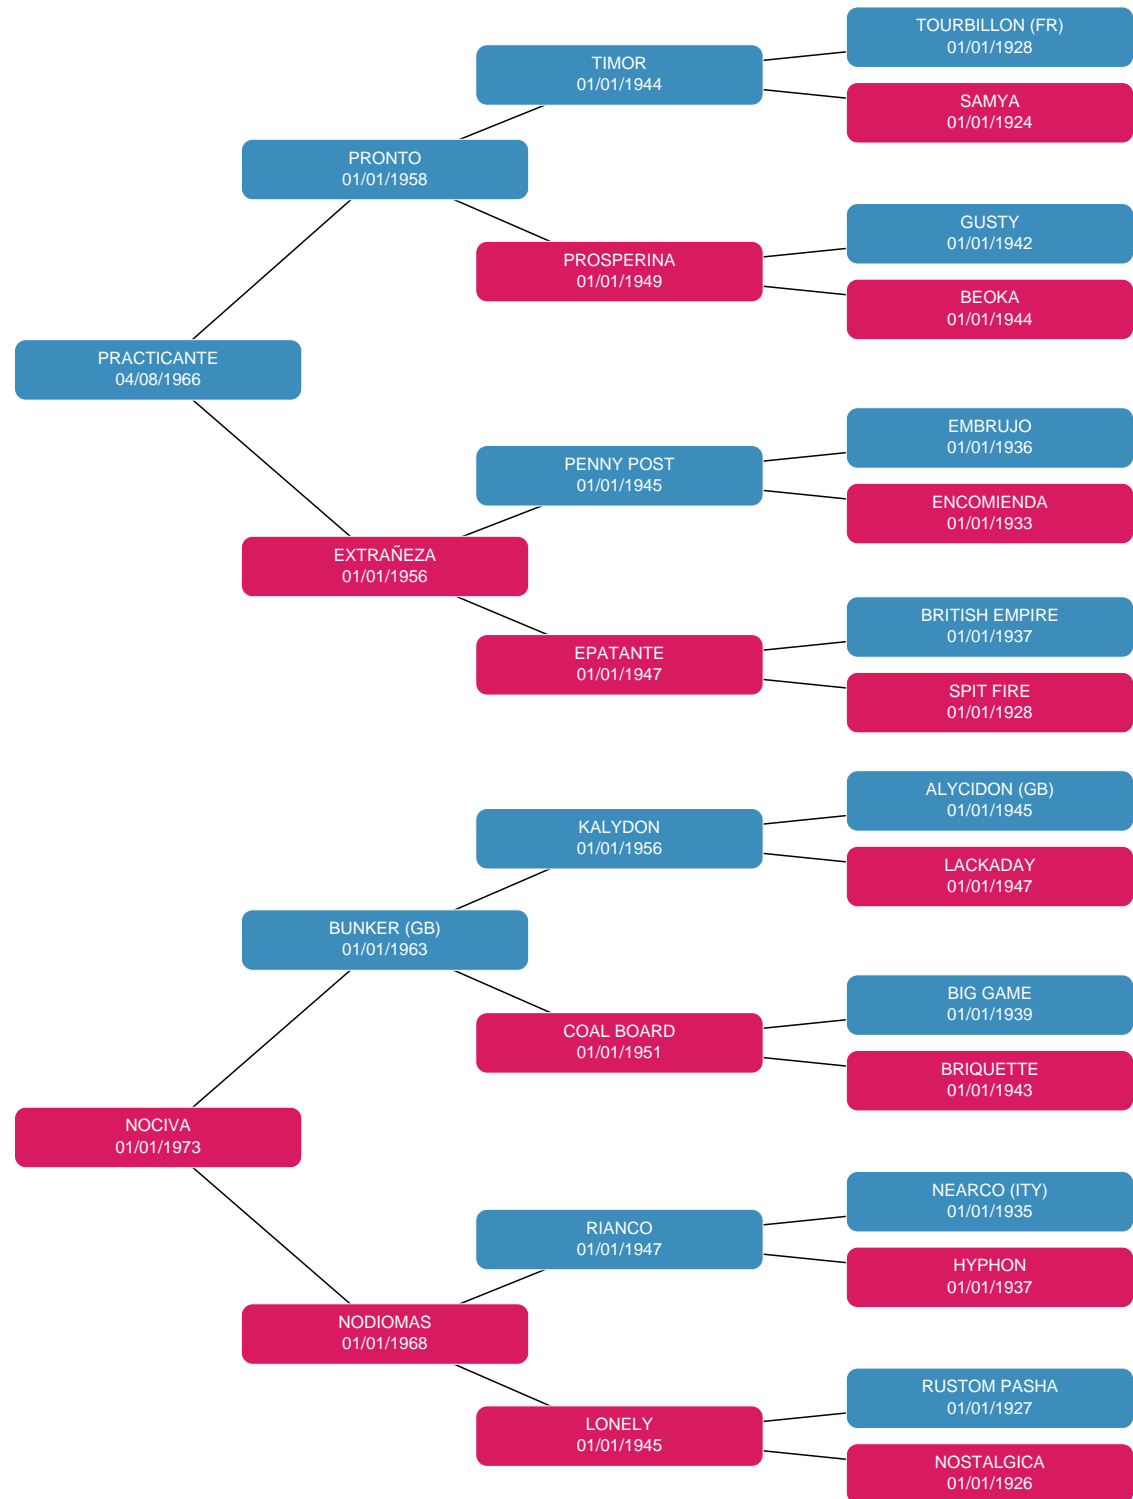 TOURBILLON (FR)
01/01/1928
TIMOR
01/01/1944
SAMYA
01/01/1924
PRONTO
01/01/1958
GUSTY
01/01/1942
PROSPERINA
01/01/1949
BEOKA
01/01/1944
PRACTICANTE
04/08/1966
EMBRUJO
01/01/1936
PENNY POST
01/01/1945
ENCOMIENDA
01/01/1933
EXTRAÑEZA
01/01/1956
BRITISH EMPIRE
01/01/1937
EPATANTE
01/01/1947
SPIT FIRE
01/01/1928
ALYCIDON (GB)
01/01/1945
KALYDON
01/01/1956
LACKADAY
01/01/1947
BUNKER (GB)
01/01/1963
BIG GAME
01/01/1939
COAL BOARD
01/01/1951
BRIQUETTE
01/01/1943
NOCIVA
01/01/1973
NEARCO (ITY)
01/01/1935
RIANCO
01/01/1947
HYPHON
01/01/1937
NODIOMAS
01/01/1968
RUSTOM PASHA
01/01/1927
LONELY
01/01/1945
NOSTALGICA
01/01/1926